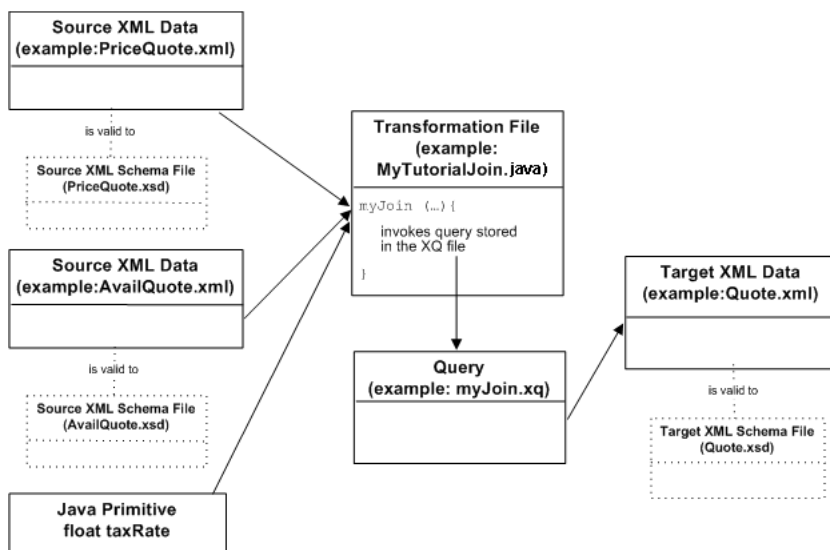 Source XML Data
(example:PriceQuote.xml)
is valid to
Source XML Schema File
(PriceQuote.xsd)
Source XML Data
(example:AvailQuote.xml)
is valid to
Source XML Schema File
(AvailQuote.xsd)
Java Primitive
float taxRate
Transformation File
(example:
MyTutorialJoin.java)
myJoin (…){
invokes query stored
in the XQ file
}
Query
(example: myJoin.xq)
Target XML Data
(example:Quote.xml)
is valid to
Target XML Schema File
(Quote.xsd)